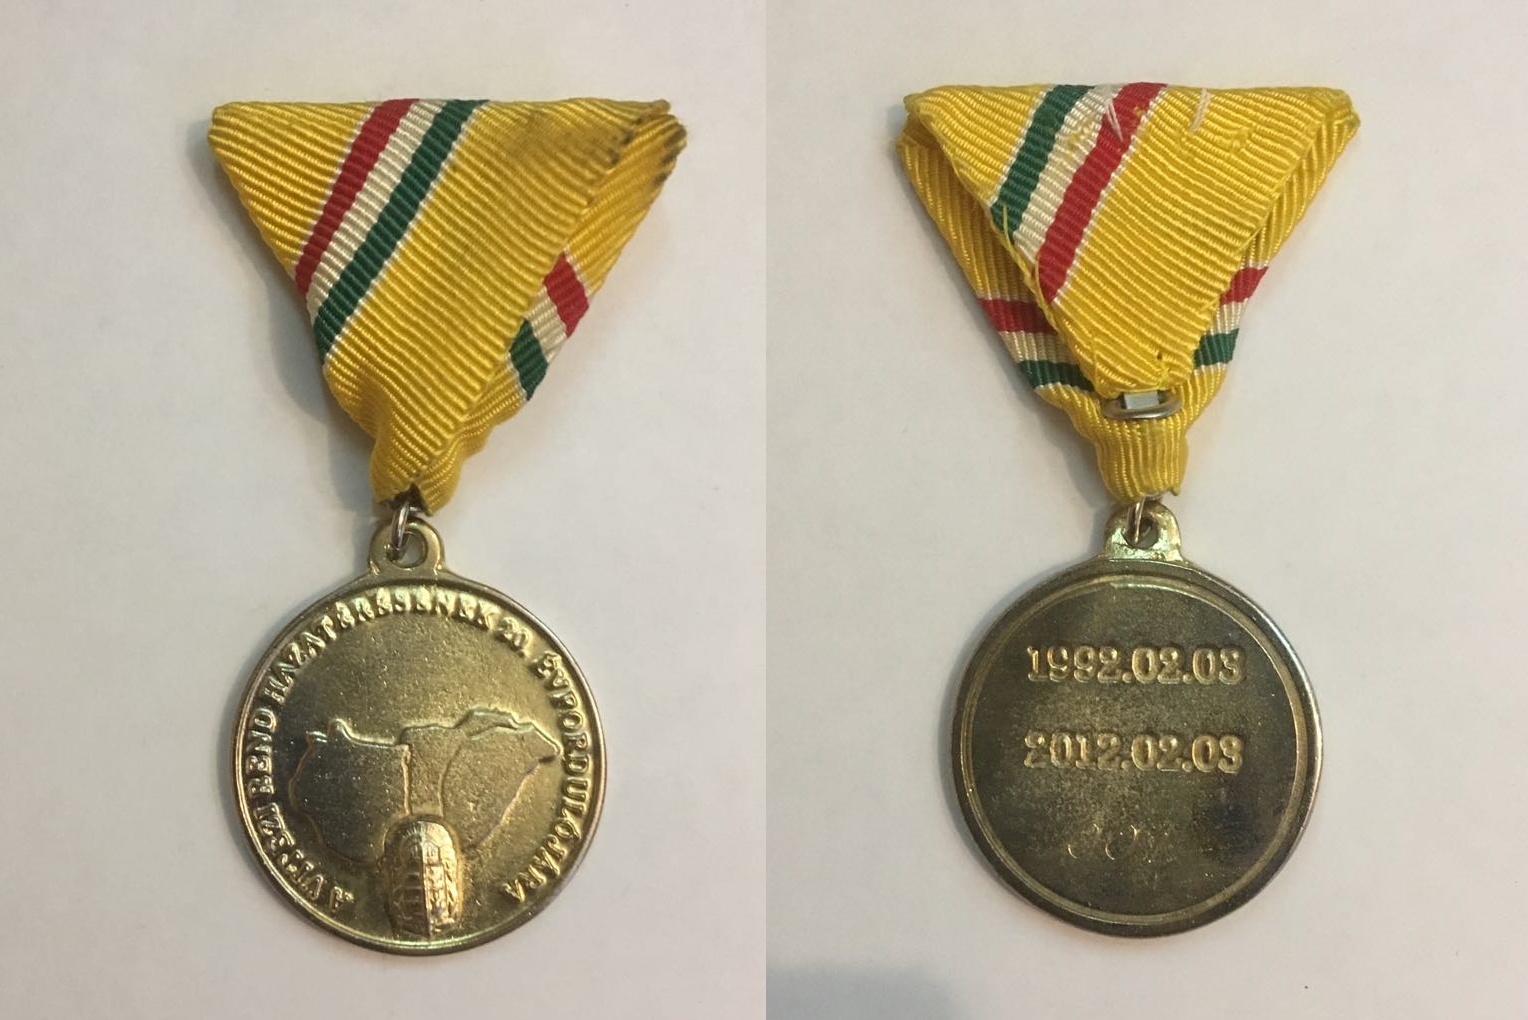 A VITÉZI REND HAZATÉRÉSÉNEK 20. ÉVFORDULÓJÁRA
1992.02.03
2012.02.03